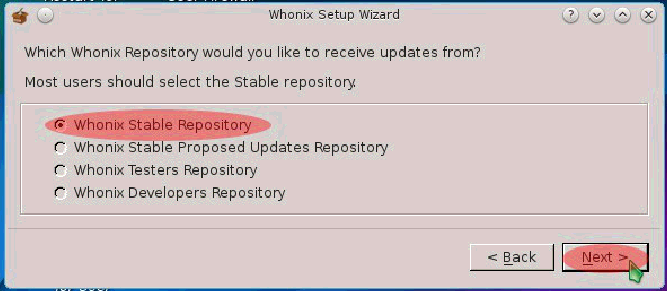 Whonix Setup Wizard
Which Whonix Repository would you like to receive updates from?
Most users should select the Stable repository.
Whonix Stable Repository
Whonix Stable Proposed Updates Repository
Whonix Testers Repository
Whonix Developers Repository
< Back
Next >